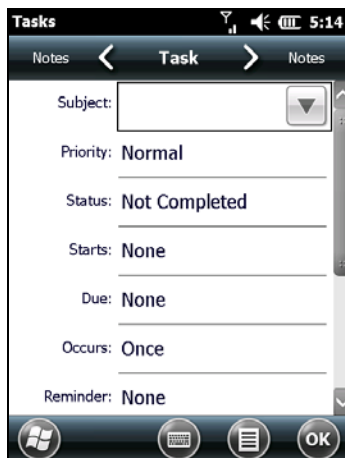 Tasks 5:14
Notes Task Notes
Subject:
Priority: Normal
Status: Not Completed
Starts: None
Due: None
Occurs: Once
Reminder: None
OK